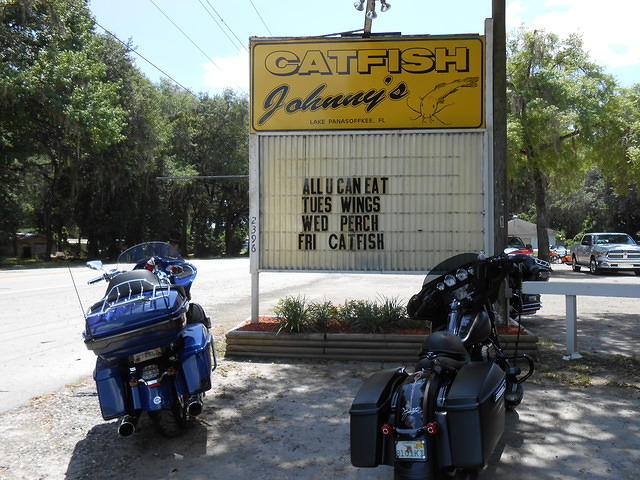 CATFISH
Johnny's
LAKE PANASOFFKEE, FL
ALL U CAN EAT
TUES WINGS
WED PERCH
FRI CATFISH
2396